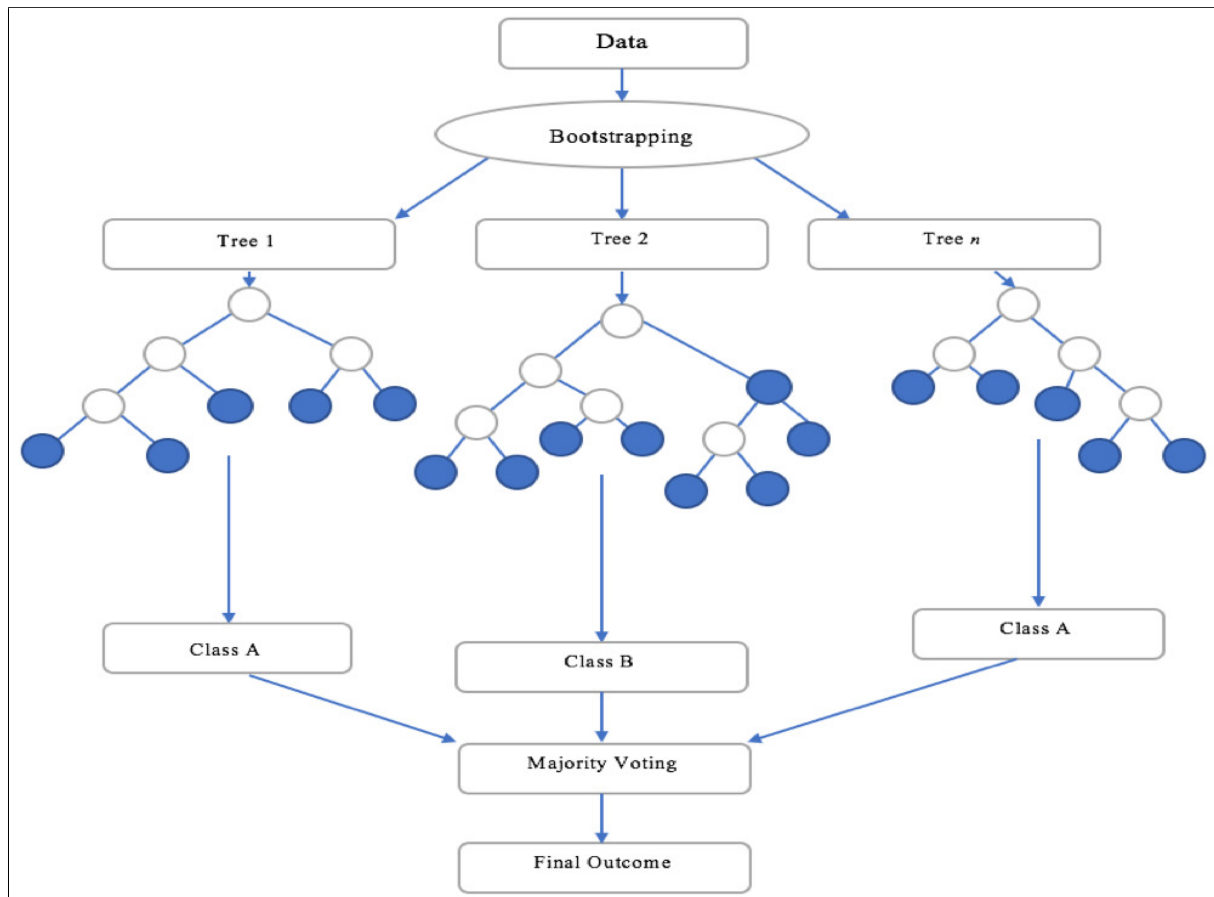 Data
Bootstrapping
Tree 1
Tree 2
Tree n
Class A
Class B
Class A
Majority Voting
Final Outcome